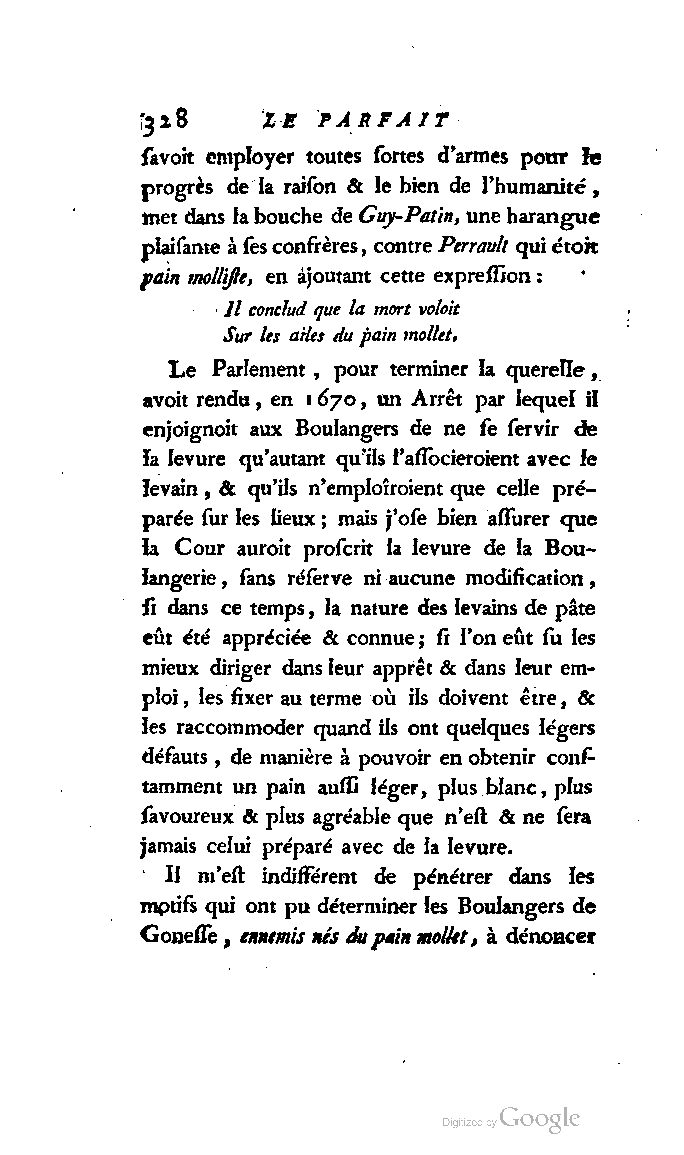 328 LE PARFAIT
ſavoit employer toutes ſortes d'armes pour le
progrès de la raiſon & le bien de l'humanité,
met dans la bouche de Guy-Patin, une harangue
plaiſante à ſes confrères, contre Perrault qui étoit
pain molliſte, en ajoutant cette expreſſion :
Il conclud que la mort voloit
Sur les ailes du pain mollet.
Le Parlement, pour terminer la querelle,
avoit rendu, en 1670, un Arrêt par lequel il
enjoignoit aux Boulangers de ne ſe ſervir de
la levure qu'autant qu'ils l'aſſocieroient avec le
levain, & qu'ils n'emploîroient que celle pré-
parée ſur les lieux ; mais j'oſe bien aſſurer que
la Cour auroit proſcrit la levure de la Bou-
langerie, ſans réſerve ni aucune modification,
ſi dans ce temps, la nature des levains de pâte
eût été appréciée & connue ; ſi l'on eût ſu les
mieux diriger dans leur apprêt & dans leur em-
ploi, les fixer au terme où ils doivent être, &
les raccommoder quand ils ont quelques légers
défauts, de manière à pouvoir en obtenir conſ-
tamment un pain auſſi léger, plus blanc, plus
ſavoureux & plus agréable que n'eſt & ne ſera
jamais celui préparé avec de la levure.
Il m'eſt indifférent de pénétrer dans les
motifs qui ont pu déterminer les Boulangers de
Goneſſe, ennemis nés du pain mollet, à dénoncer
Digitized by Google